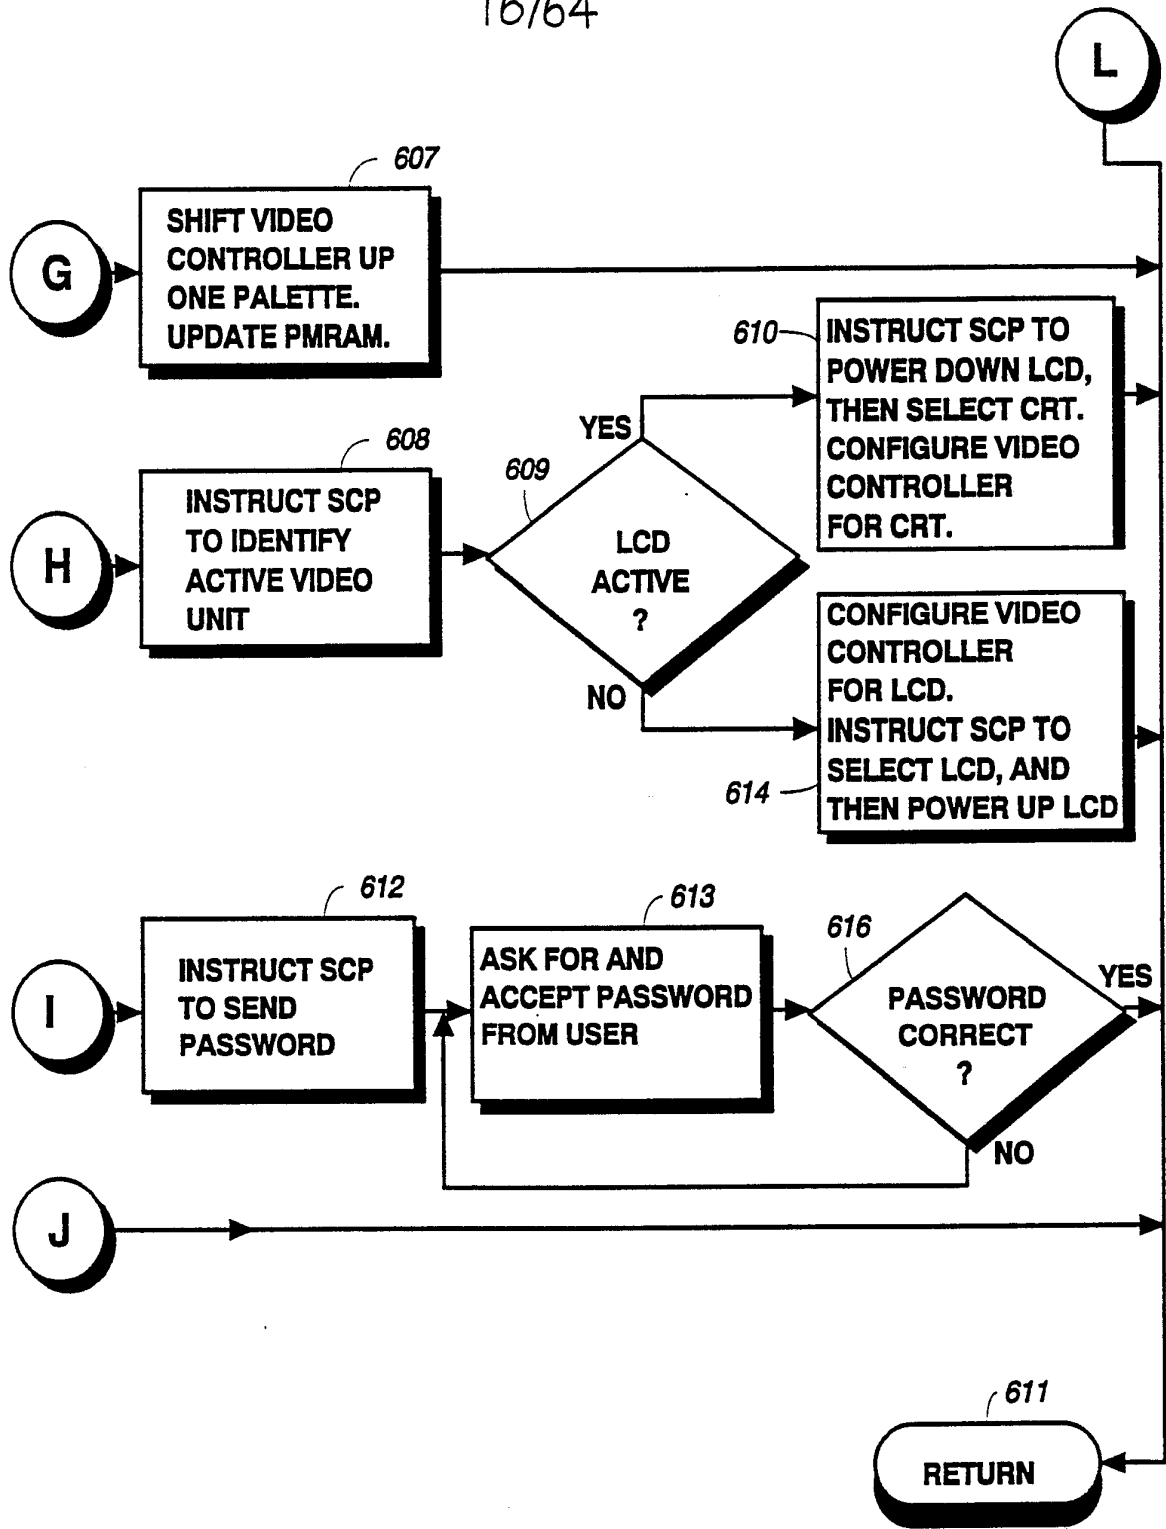 16/64
L
607
G
SHIFT VIDEO
CONTROLLER UP
ONE PALETTE.
UPDATE PMRAM.
610
INSTRUCT SCP TO
POWER DOWN LCD,
THEN SELECT CRT.
CONFIGURE VIDEO
CONTROLLER
FOR CRT.
YES
608
609
H
INSTRUCT SCP
TO IDENTIFY
ACTIVE VIDEO
UNIT
LCD
ACTIVE
?
NO
CONFIGURE VIDEO
CONTROLLER
FOR LCD.
INSTRUCT SCP TO
SELECT LCD, AND
THEN POWER UP LCD
614
612
613
616
I
INSTRUCT SCP
TO SEND
PASSWORD
ASK FOR AND
ACCEPT PASSWORD
FROM USER
PASSWORD
CORRECT
?
YES
NO
J
611
RETURN